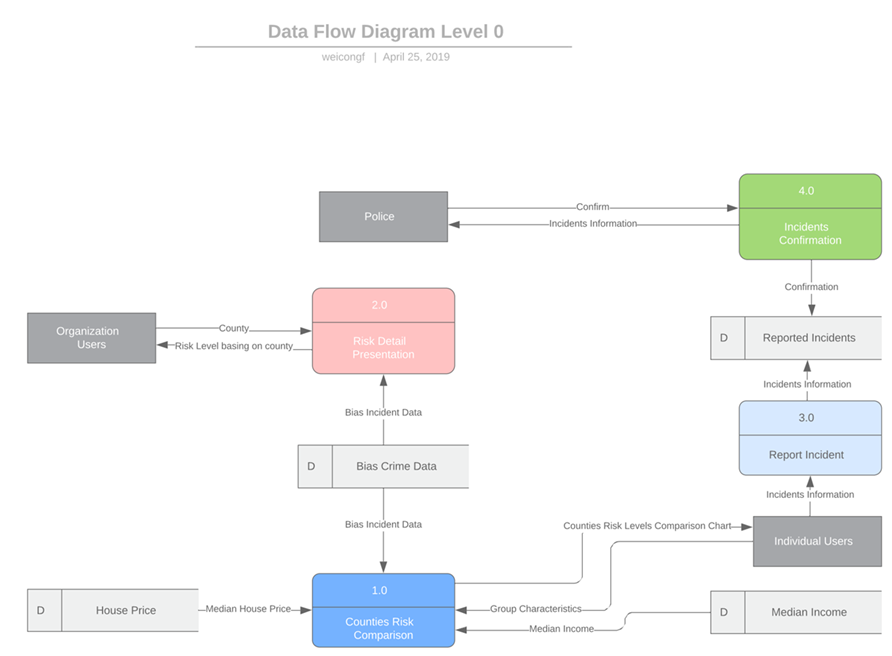 Data Flow Diagram Level 0
weicongf | April 25, 2019
4.0
Police
Confirm
Incidents Information
Incidents
Confirmation
Confirmation
2.0
Organization
Users
County
Risk Level basing on county
Risk Detail
Presentation
D
Reported Incidents
Incidents Information
Bias Incident Data
3.0
Report Incident
D
Bias Crime Data
Incidents Information
Bias Incident Data
Counties Risk Levels Comparison Chart
Individual Users
1.0
D
House Price
Median House Price
Counties Risk
Comparison
Group Characteristics
Median Income
D
Median Income